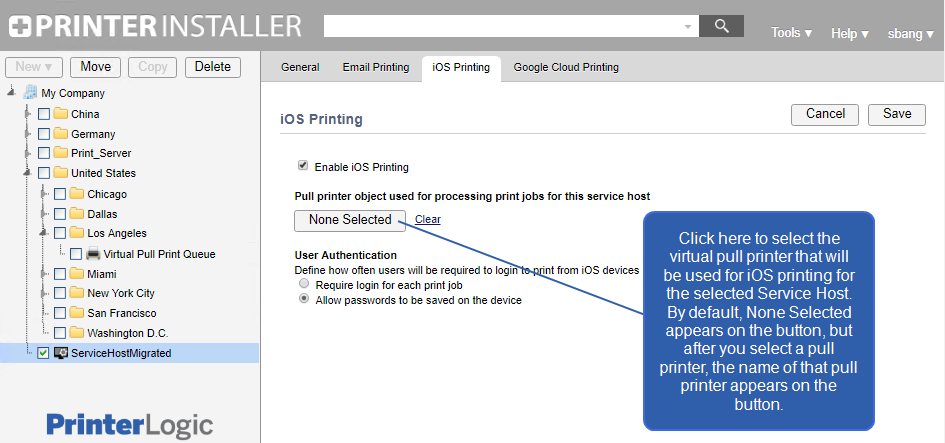 PRINTER INSTALLER
Tools ▾ Help ▾ sbang ▾
New ▾ Move Copy Delete
My Company
China
Germany
Print_Server
United States
Chicago
Dallas
Los Angeles
Virtual Pull Print Queue
Miami
New York City
San Francisco
Washington D.C.
ServiceHostMigrated
PrinterLogic
General Email Printing iOS Printing Google Cloud Printing
iOS Printing
Cancel Save
Enable iOS Printing
Pull printer object used for processing print jobs for this service host
None Selected Clear
User Authentication
Define how often users will be required to login to print from iOS devices
Require login for each print job
Allow passwords to be saved on the device
Click here to select the
virtual pull printer that will
be used for iOS printing for
the selected Service Host.
By default, None Selected
appears on the button, but
after you select a pull
printer, the name of that pull
printer appears on the
button.